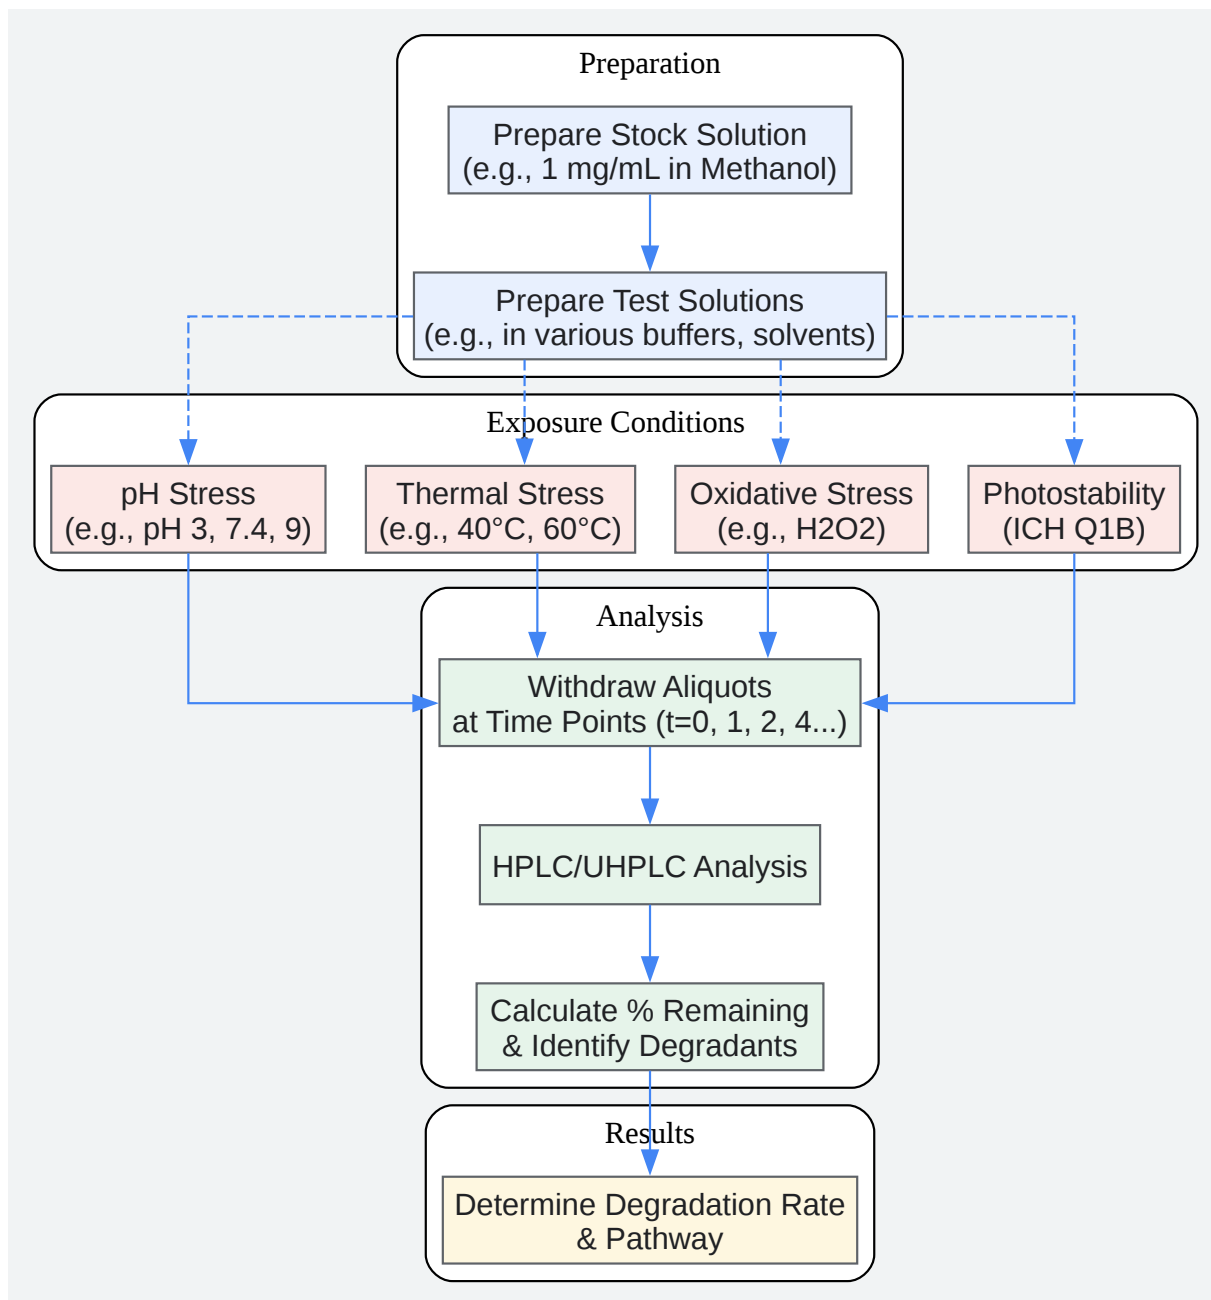 Preparation
Prepare Stock Solution
(e.g., 1 mg/mL in Methanol)
Prepare Test Solutions
(e.g., in various buffers, solvents)
Exposure Conditions
pH Stress
(e.g., pH 3, 7.4, 9)
Thermal Stress
(e.g., 40°C, 60°C)
Oxidative Stress
(e.g., H2O2)
Photostability
(ICH Q1B)
Analysis
Withdraw Aliquots
at Time Points (t=0, 1, 2, 4...)
HPLC/UHPLC Analysis
Calculate % Remaining
& Identify Degradants
Results
Determine Degradation Rate
& Pathway